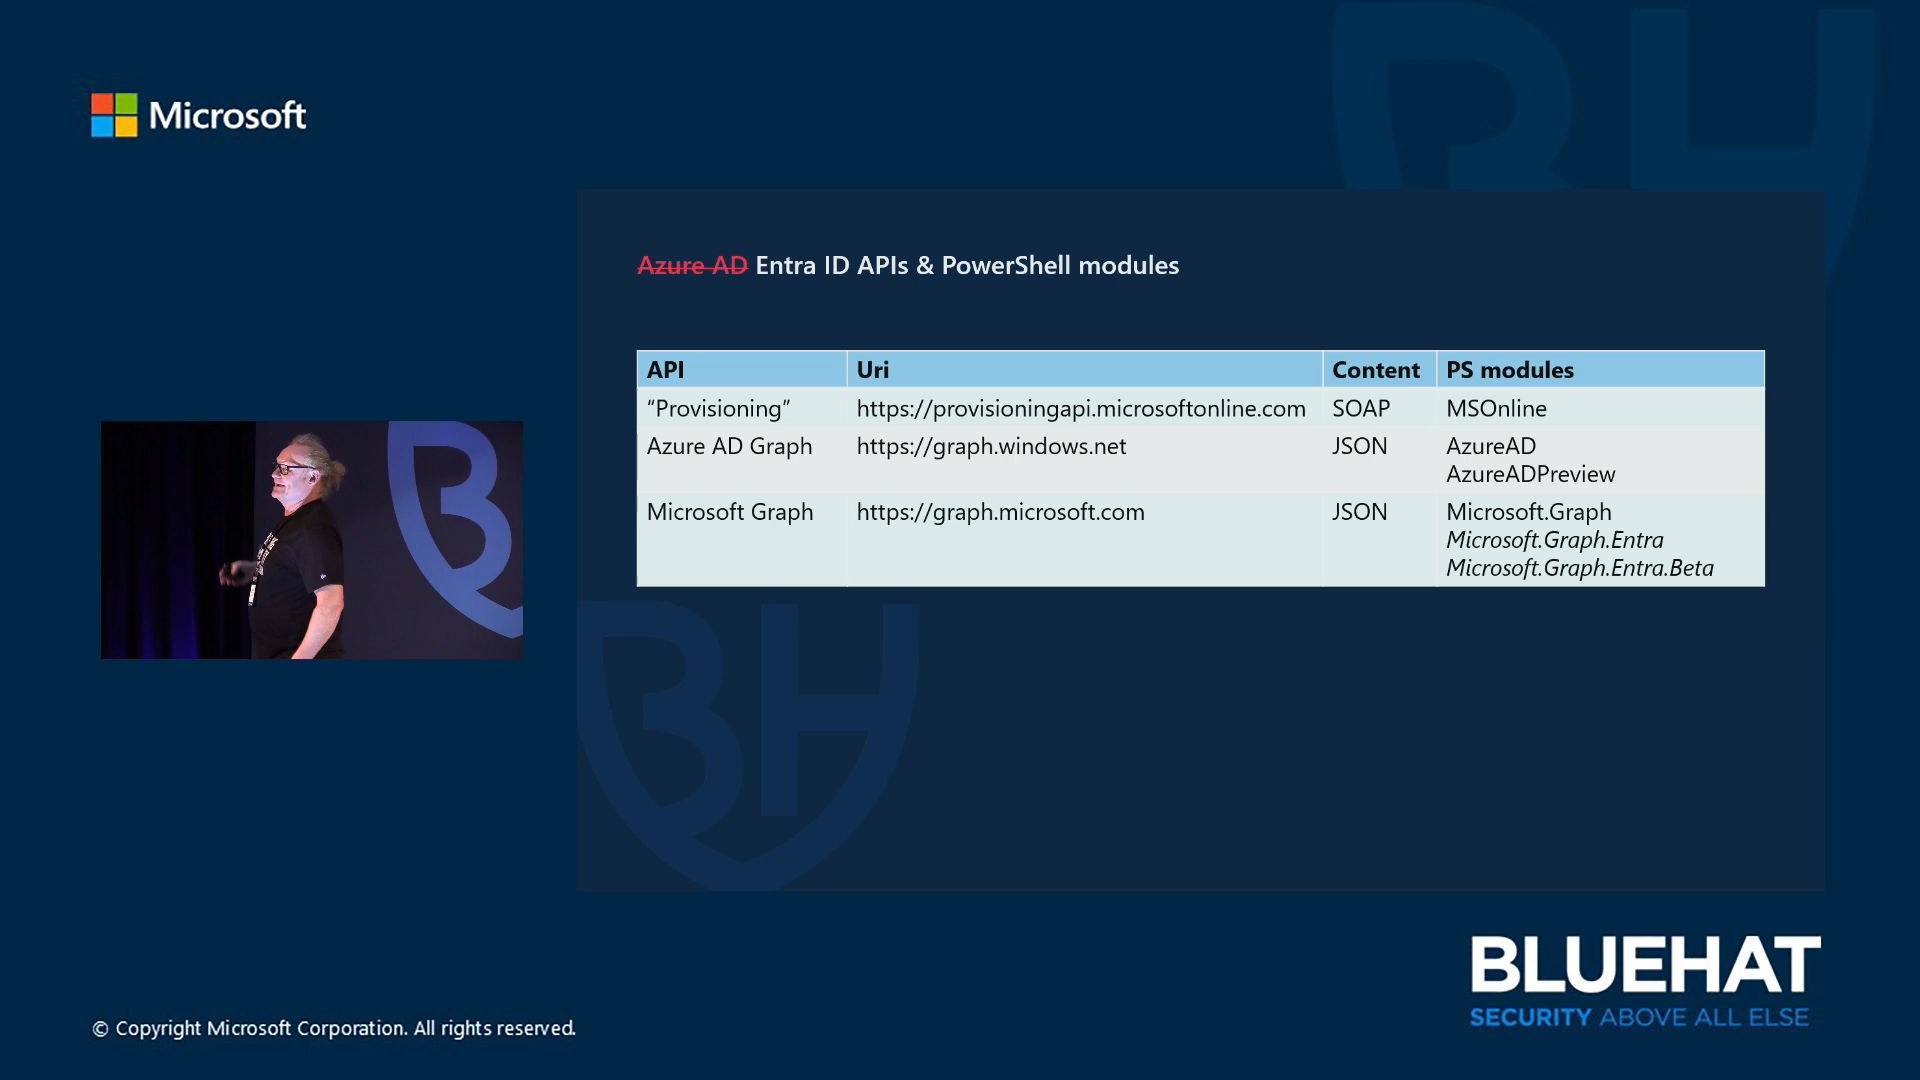 Microsoft
Azure AD Entra ID APIs & PowerShell modules
API Uri Content PS modules
“Provisioning” https://provisioningapi.microsoftonline.com SOAP MSOnline
Azure AD Graph https://graph.windows.net JSON AzureAD
AzureADPreview
Microsoft Graph https://graph.microsoft.com JSON Microsoft.Graph
Microsoft.Graph.Entra
Microsoft.Graph.Entra.Beta
BLUEHAT
SECURITY ABOVE ALL ELSE
© Copyright Microsoft Corporation. All rights reserved.